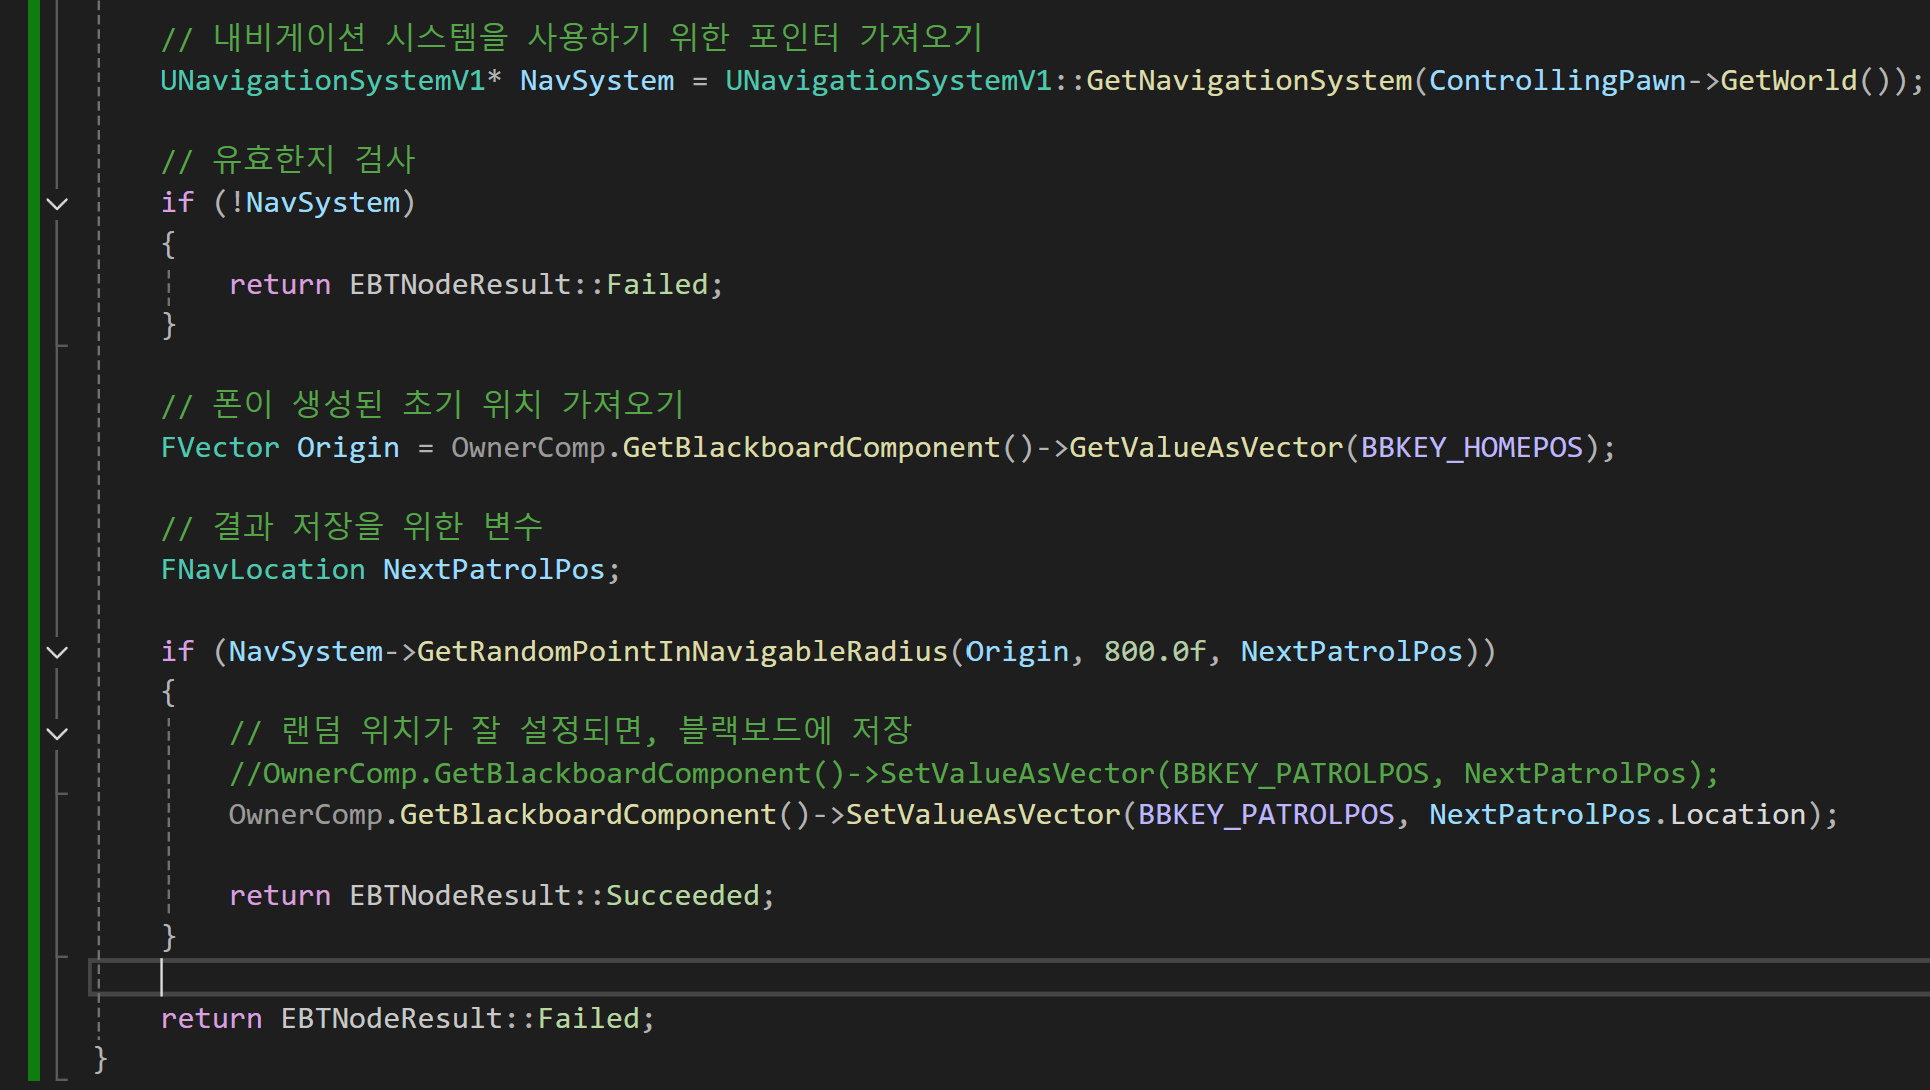 // 내비게이션 시스템을 사용하기 위한 포인터 가져오기
UNavigationSystemV1* NavSystem = UNavigationSystemV1::GetNavigationSystem(ControllingPawn->GetWorld());
// 유효한지 검사
if (!NavSystem)
{
return EBTNodeResult::Failed;
}
// 폰이 생성된 초기 위치 가져오기
FVector Origin = OwnerComp.GetBlackboardComponent()->GetValueAsVector(BBKEY_HOMEPOS);
// 결과 저장을 위한 변수
FNavLocation NextPatrolPos;
if (NavSystem->GetRandomPointInNavigableRadius(Origin, 800.0f, NextPatrolPos))
{
// 랜덤 위치가 잘 설정되면, 블랙보드에 저장
//OwnerComp.GetBlackboardComponent()->SetValueAsVector(BBKEY_PATROLPOS, NextPatrolPos);
OwnerComp.GetBlackboardComponent()->SetValueAsVector(BBKEY_PATROLPOS, NextPatrolPos.Location);
return EBTNodeResult::Succeeded;
}
return EBTNodeResult::Failed;
}